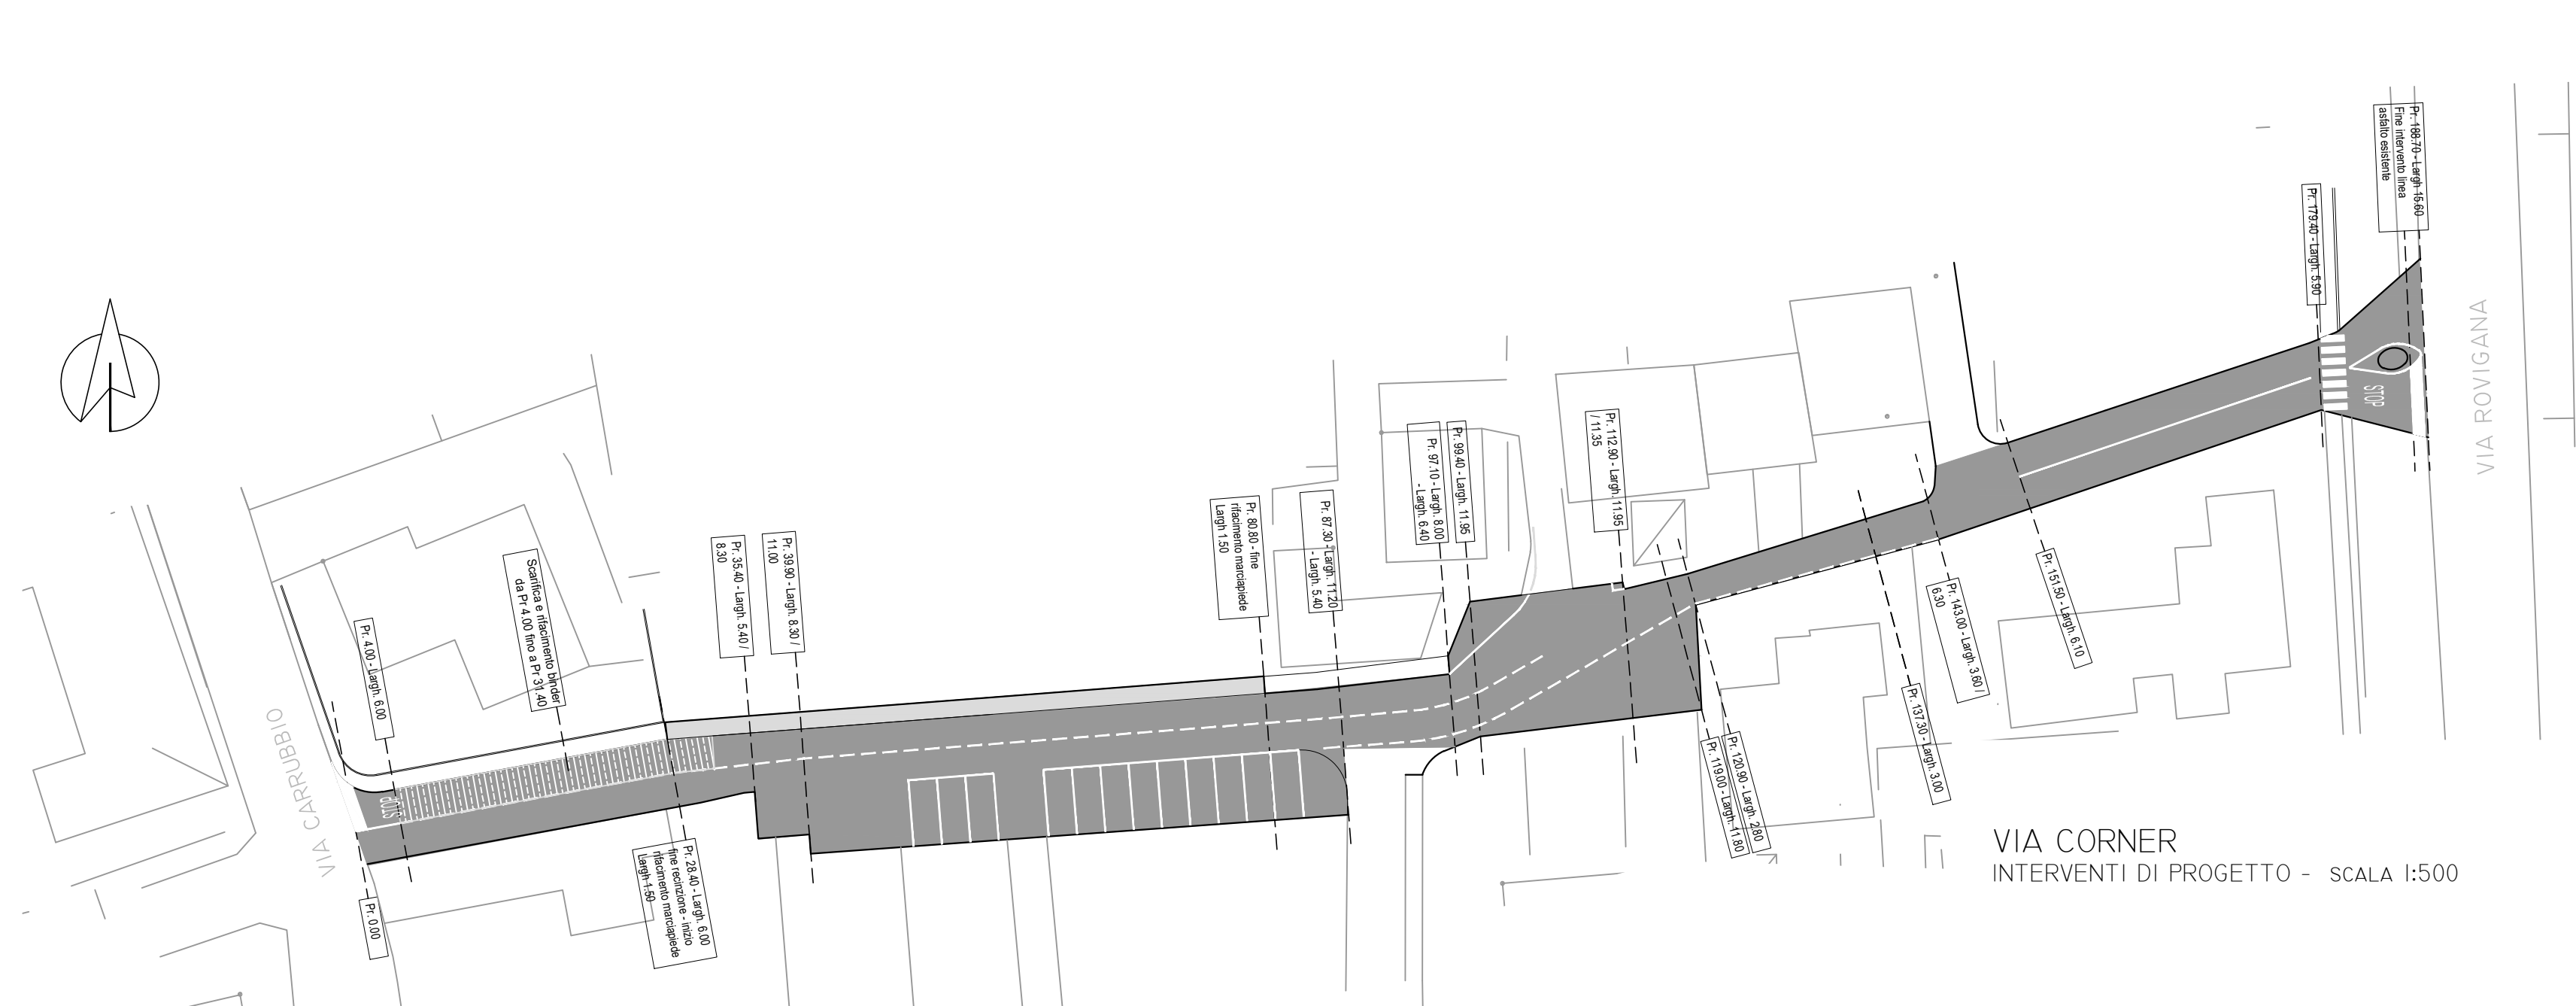 VIA CARRUBBIO
Pr. 0.00
Pr. 4.00 - Largh. 6.00
STOP
Scarifica e rifacimento binder
da Pr 4.00 fino a Pr 31.40
Pr. 28.40 - Largh. 6.00
fine recinzione - inizio
rifacimento marciapiede
Largh 1.50
Pr. 35.40 - Largh. 5.40 /
8.30
Pr. 39.90 - Largh. 8.30 /
11.00
Pr. 80.80 - fine
rifacimento marciapiede
Largh 1.50
Pr. 87.30 - Largh. 11.20
- Largh. 5.40
Pr. 97.10 - Largh. 8.00
- Largh. 6.40
Pr. 99.40 - Largh. 11.95
Pr. 112.90 - Largh. 11.95
/ 11.35
Pr. 119.00 - Largh. 11.80
Pr. 120.90 - Largh. 2.80
Pr. 137.30 - Largh. 3.00
Pr. 143.00 - Largh. 3.60 /
6.30
Pr. 151.50 - Largh. 6.10
Pr. 179.40 - Largh. 5.90
Pr. 188.70 - Largh 15.60
Fine intervento linea
asfalto esistente
STOP
VIA ROVIGANA
VIA CORNER
INTERVENTI DI PROGETTO - SCALA 1:500